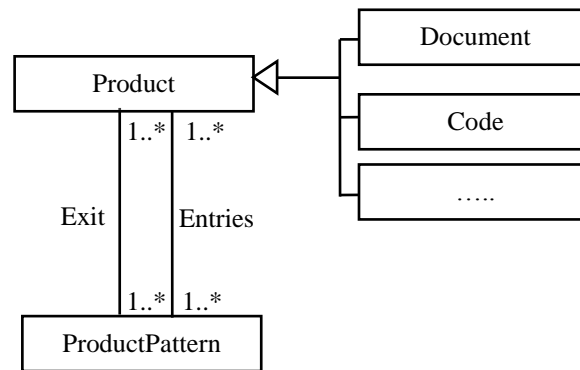 Document
Product
1..* 1..*
Code
…..
Exit Entries
1..* 1..*
ProductPattern